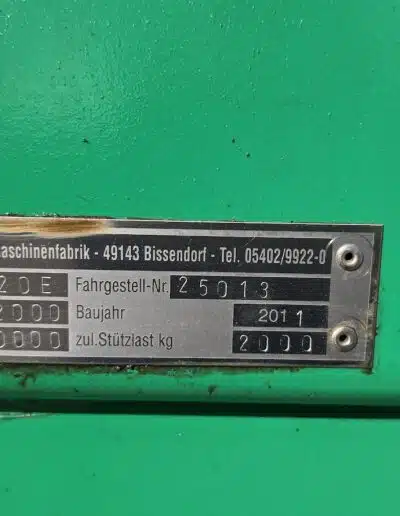 aschinenfabrik - 49143 Bissendorf - Tel. 05402/9922-0
20E Fahrgestell-Nr. 25013
2000 Baujahr 2011
0000 zul.Stützlast kg 2000